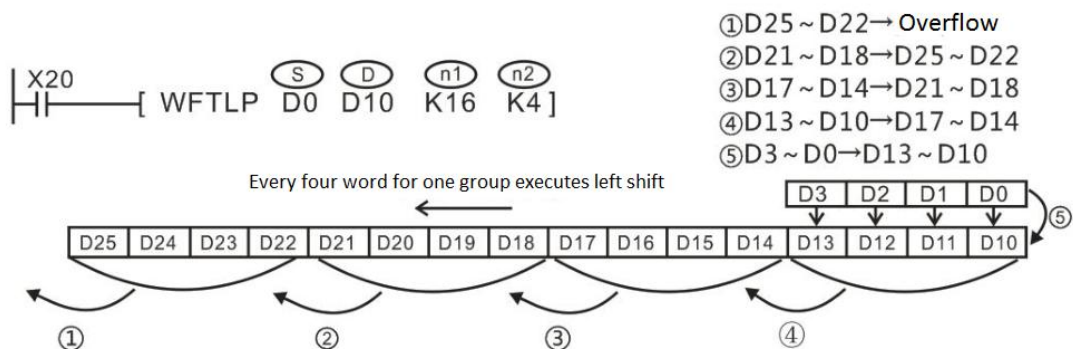 ①D25~D22→Overflow
②D21~D18→D25~D22
③D17~D14→D21~D18
④D13~D10→D17~D14
⑤D3~D0→D13~D10
X20
S D n1 n2
[ WFTLP D0 D10 K16 K4 ]
Every four word for one group executes left shift
D3 D2 D1 D0
⑤
D25 D24 D23 D22 D21 D20 D19 D18 D17 D16 D15 D14 D13 D12 D11 D10
① ② ③ ④